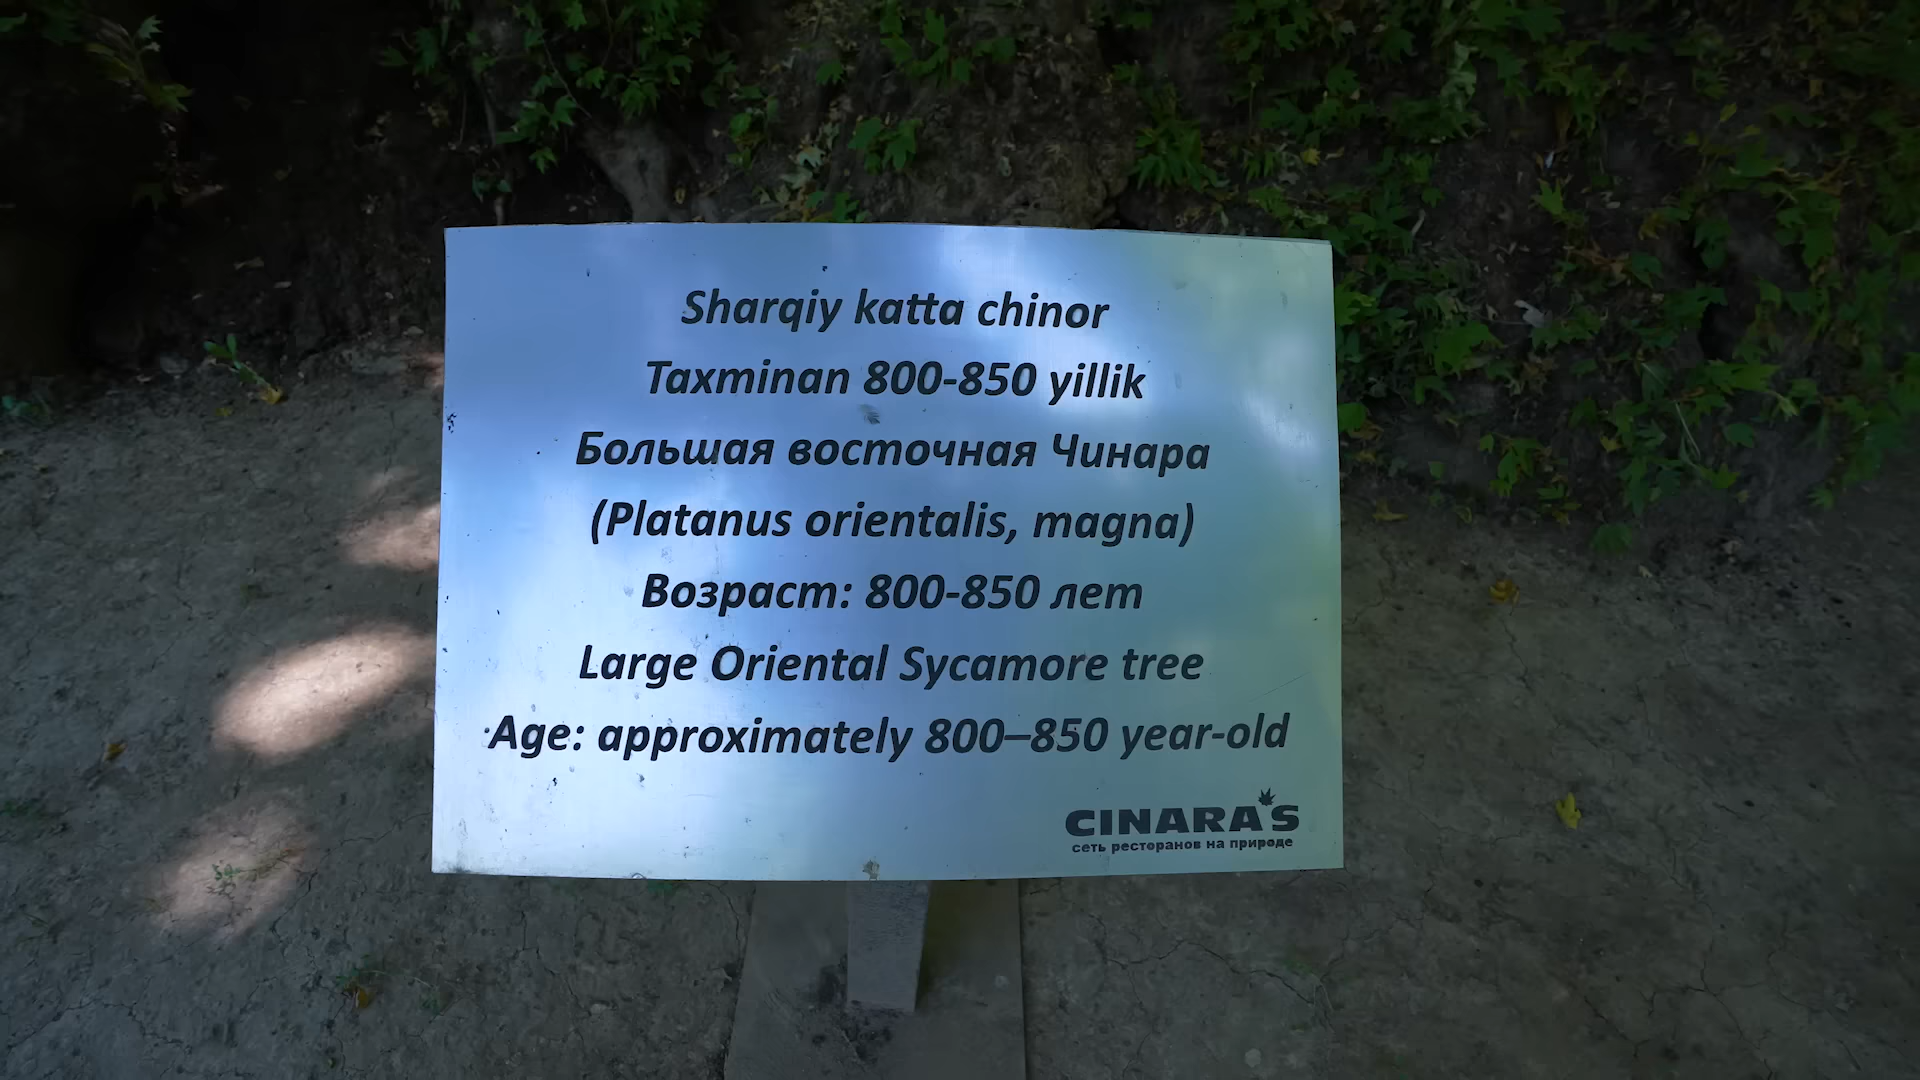 Sharqiy katta chinor
Taxminan 800-850 yillik
Большая восточная Чинара
(Platanus orientalis, magna)
Возраст: 800-850 лет
Large Oriental Sycamore tree
Age: approximately 800–850 year-old
CINARA'S
сеть ресторанов на природе